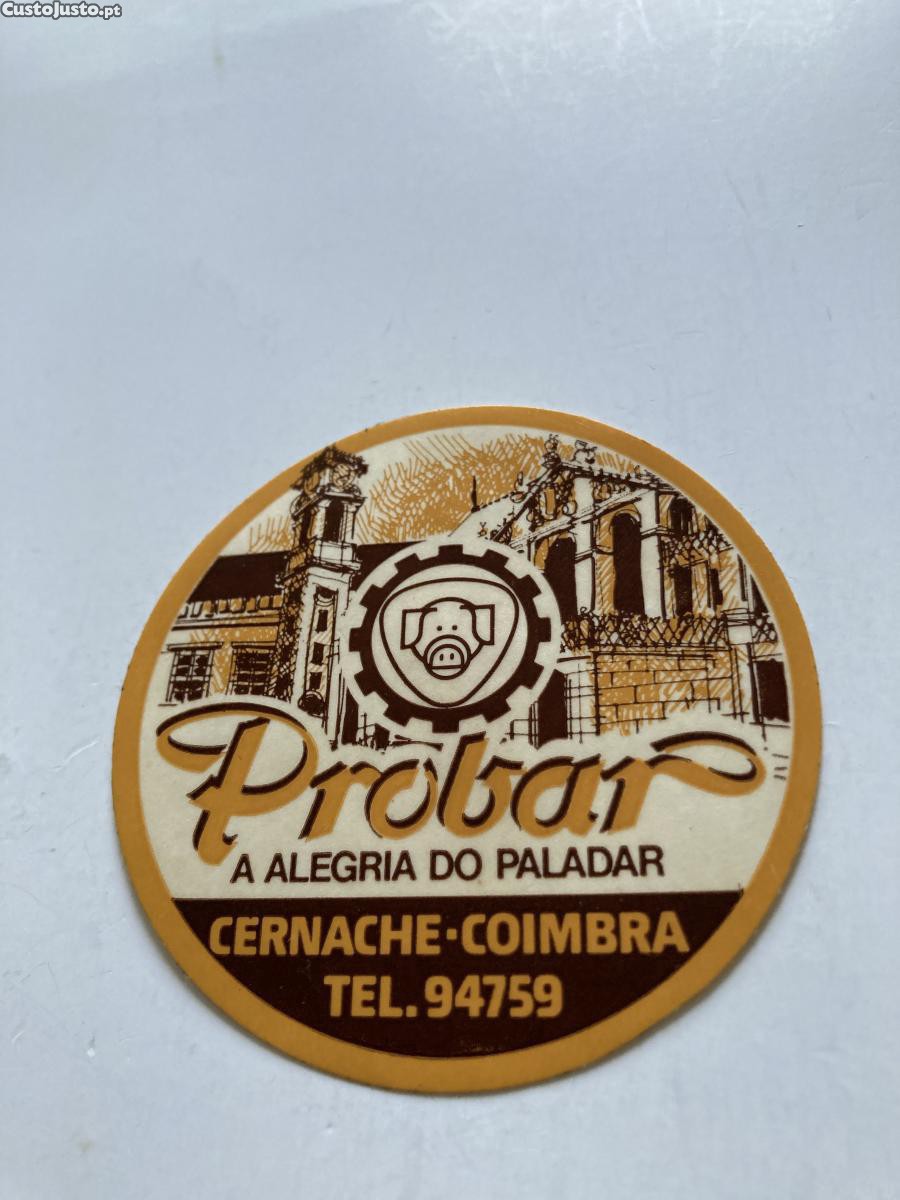 CustoJusto.pt
Probar
A ALEGRIA DO PALADAR
CERNACHE·COIMBRA
TEL. 94759